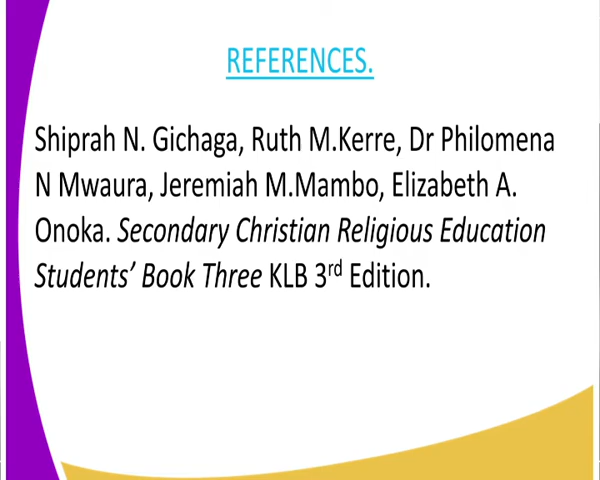 REFERENCES.
Shiprah N. Gichaga, Ruth M.Kerre, Dr Philomena
N Mwaura, Jeremiah M.Mambo, Elizabeth A.
Onoka. Secondary Christian Religious Education
Students’ Book Three KLB 3rd Edition.